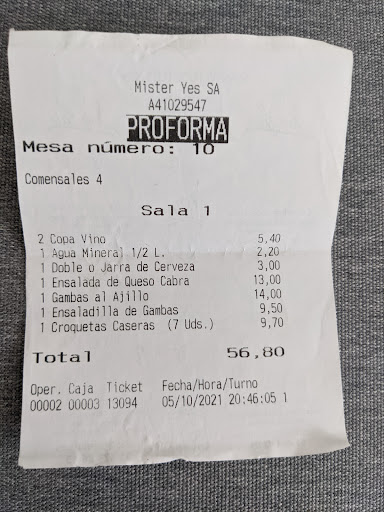 Mister Yes SA
A41029547
PROFORMA
Mesa número: 10
Comensales 4
Sala 1
2 Copa Vino 5,40
1 Agua Mineral 1/2 L. 2,20
1 Doble o Jarra de Cerveza 3,00
1 Ensalada de Queso Cabra 13,00
1 Gambas al Ajillo 14,00
1 Ensaladilla de Gambas 9,50
1 Croquetas Caseras (7 Uds.) 9,70
Total 56,80
Oper. Caja Ticket Fecha/Hora/Turno
00002 00003 13094 05/10/2021 20:46:05 1